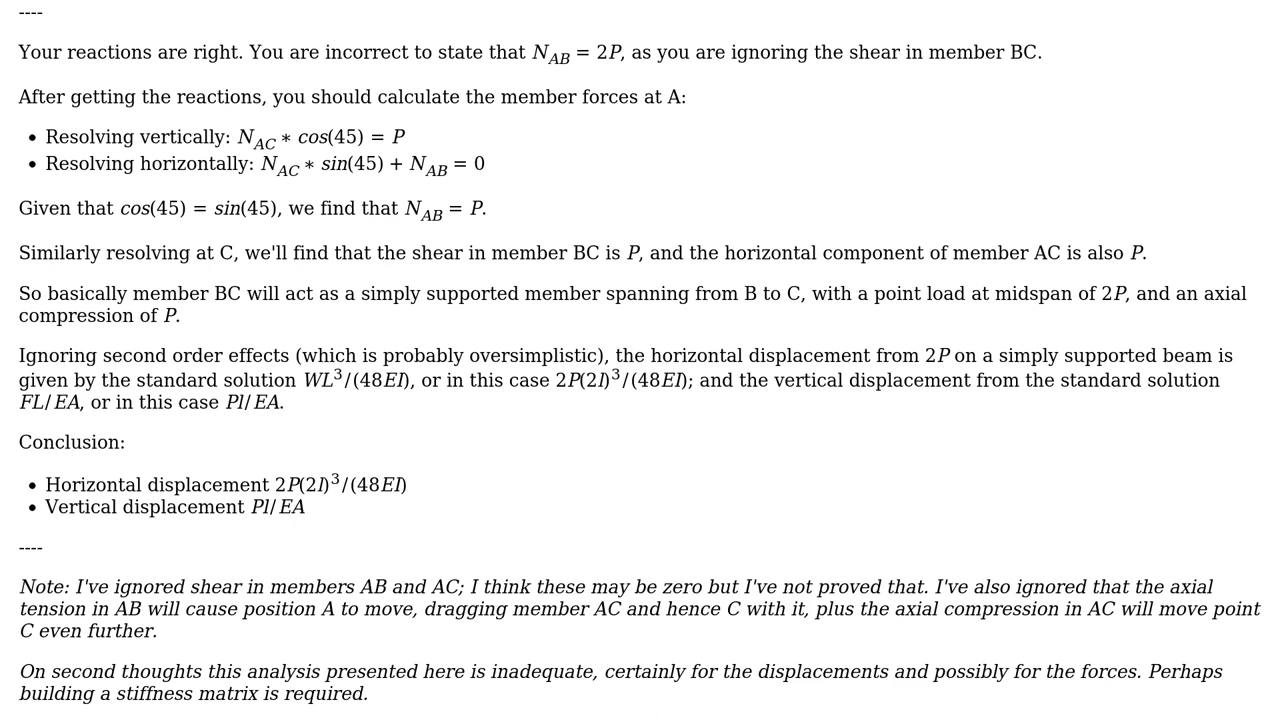 ----
Your reactions are right. You are incorrect to state that N_AB = 2P, as you are ignoring the shear in member BC.
After getting the reactions, you should calculate the member forces at A:
• Resolving vertically: N_AC * cos(45) = P
• Resolving horizontally: N_AC * sin(45) + N_AB = 0
Given that cos(45) = sin(45), we find that N_AB = P.
Similarly resolving at C, we'll find that the shear in member BC is P, and the horizontal component of member AC is also P.
So basically member BC will act as a simply supported member spanning from B to C, with a point load at midspan of 2P, and an axial
compression of P.
Ignoring second order effects (which is probably oversimplistic), the horizontal displacement from 2P on a simply supported beam is
given by the standard solution WL³/(48EI), or in this case 2P(2l)³/(48EI); and the vertical displacement from the standard solution
FL/EA, or in this case Pl/EA.
Conclusion:
• Horizontal displacement 2P(2l)³/(48EI)
• Vertical displacement Pl/EA
----
Note: I've ignored shear in members AB and AC; I think these may be zero but I've not proved that. I've also ignored that the axial
tension in AB will cause position A to move, dragging member AC and hence C with it, plus the axial compression in AC will move point
C even further.
On second thoughts this analysis presented here is inadequate, certainly for the displacements and possibly for the forces. Perhaps
building a stiffness matrix is required.